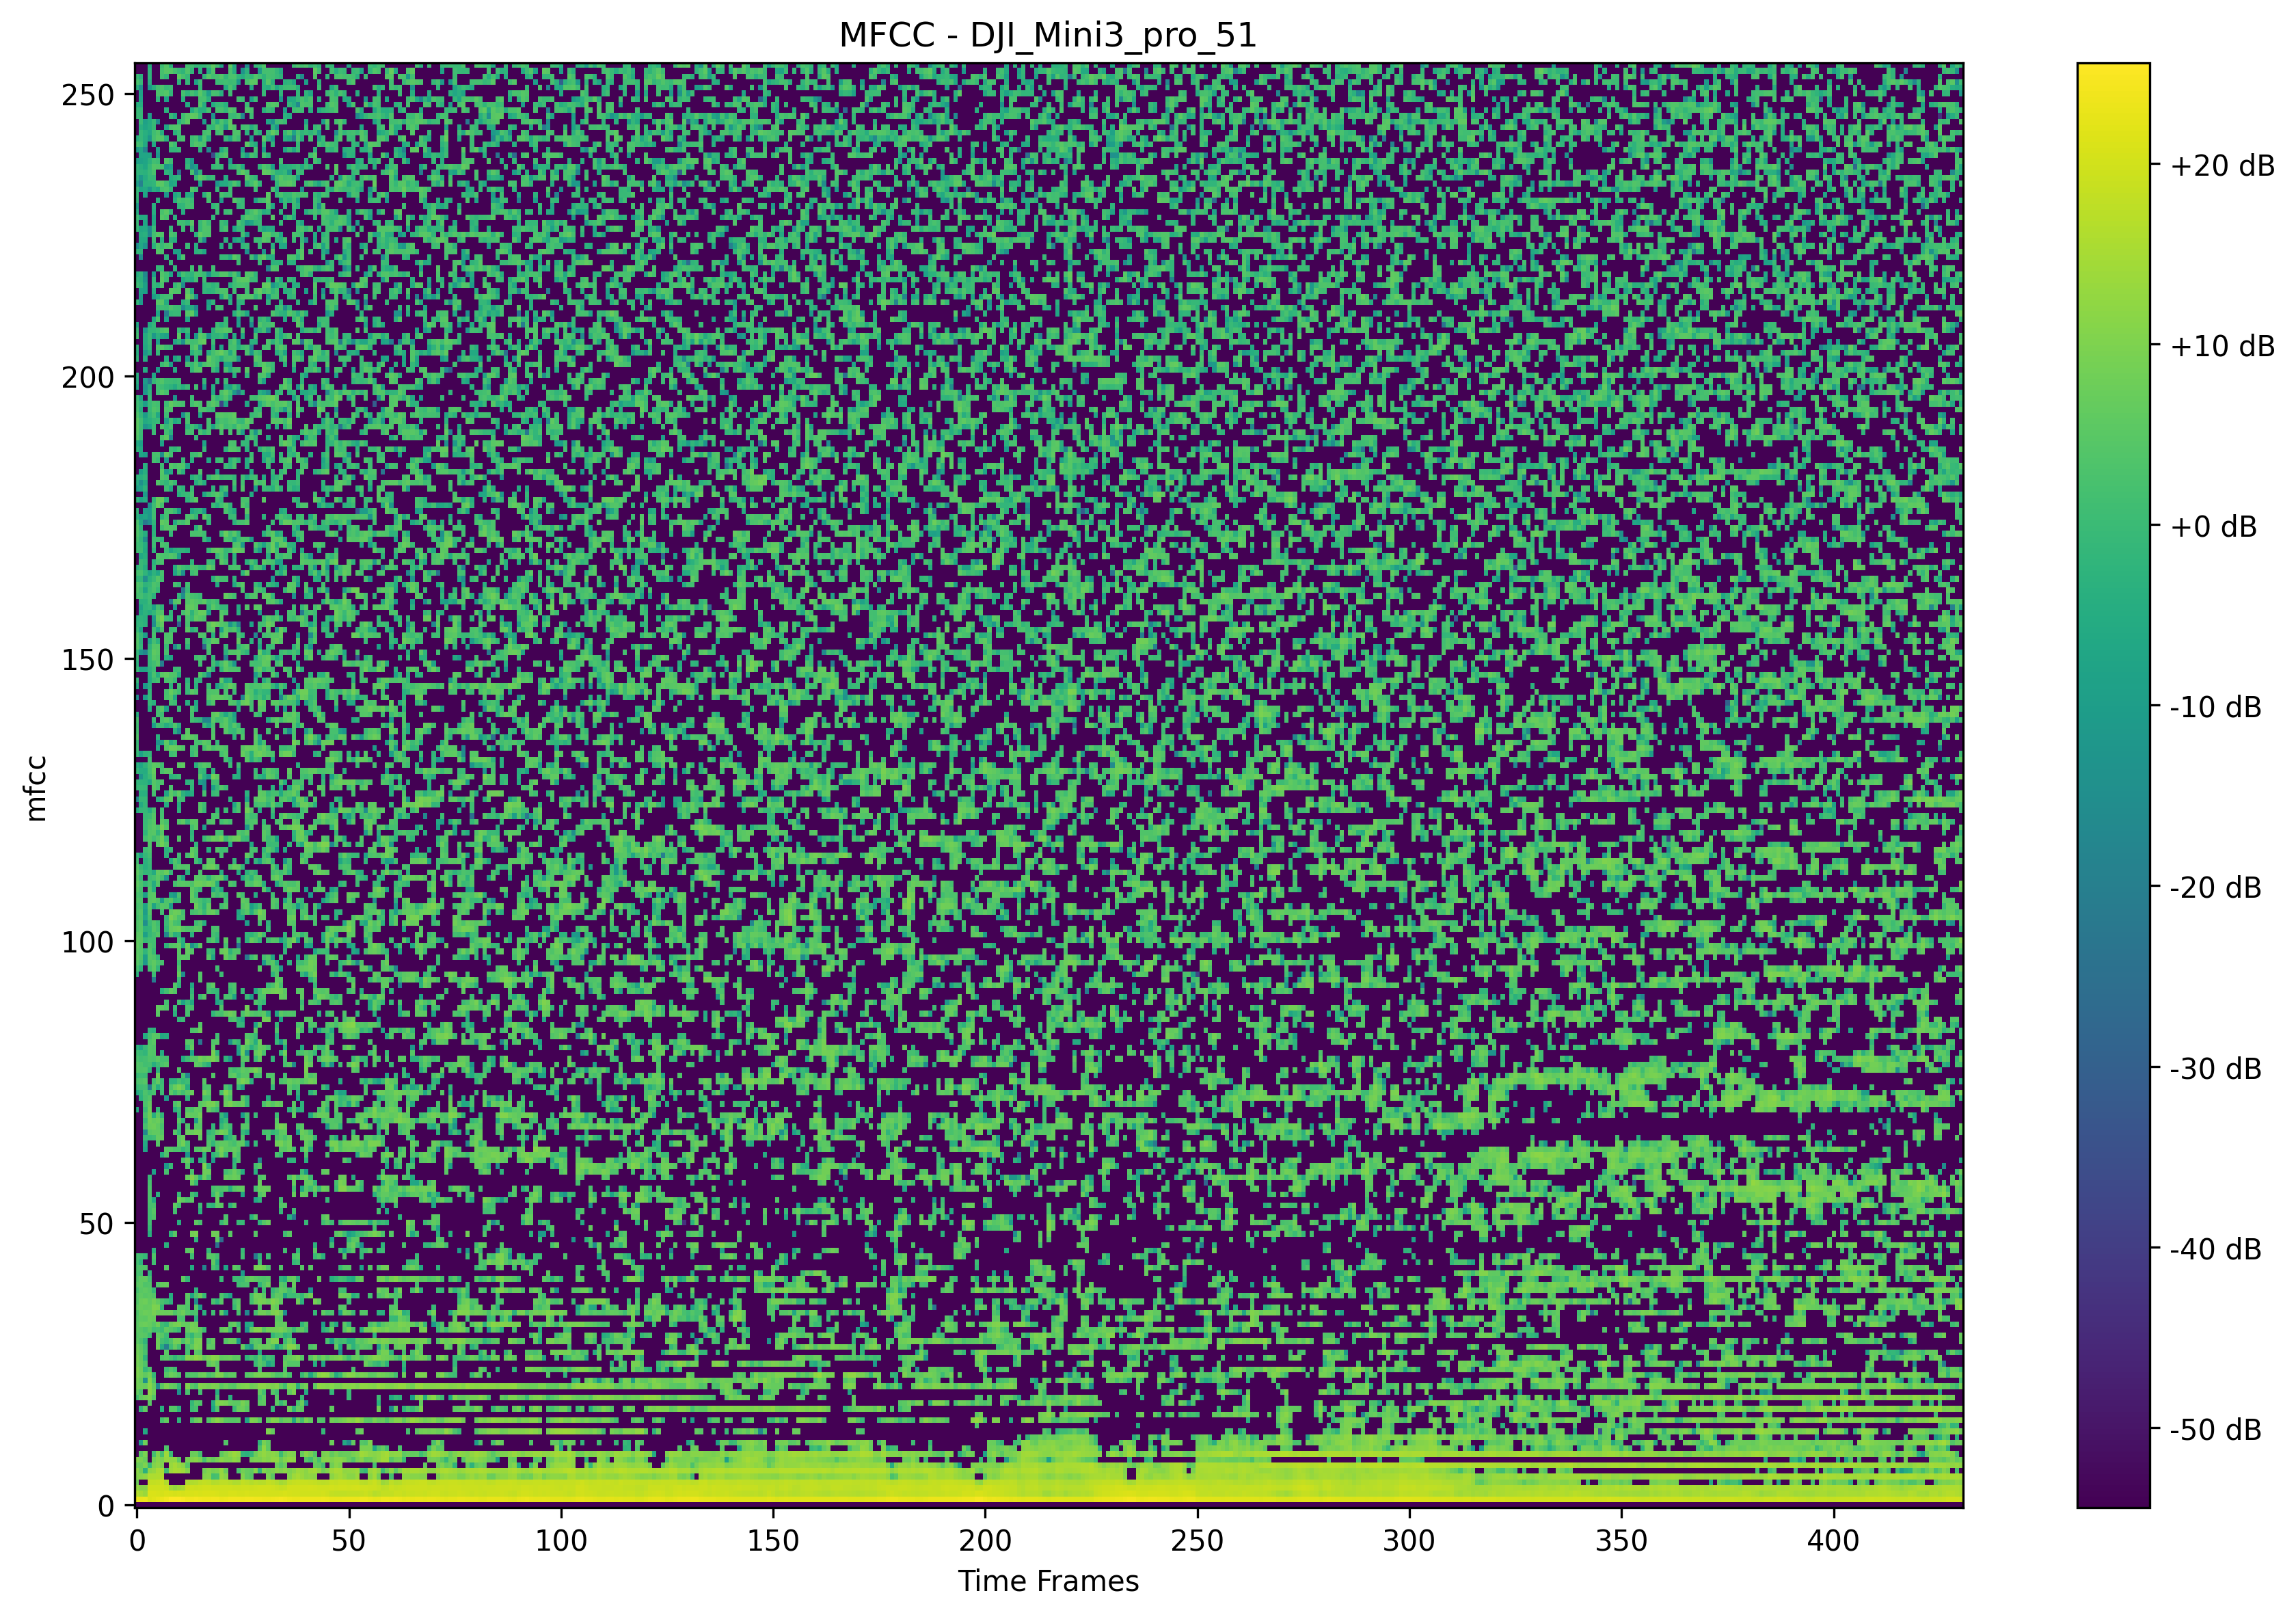 MFCC - DJI_Mini3_pro_51
250
200
150
100
50
0
mfcc
0 50 100 150 200 250 300 350 400
Time Frames
+20 dB
+10 dB
+0 dB
-10 dB
-20 dB
-30 dB
-40 dB
-50 dB